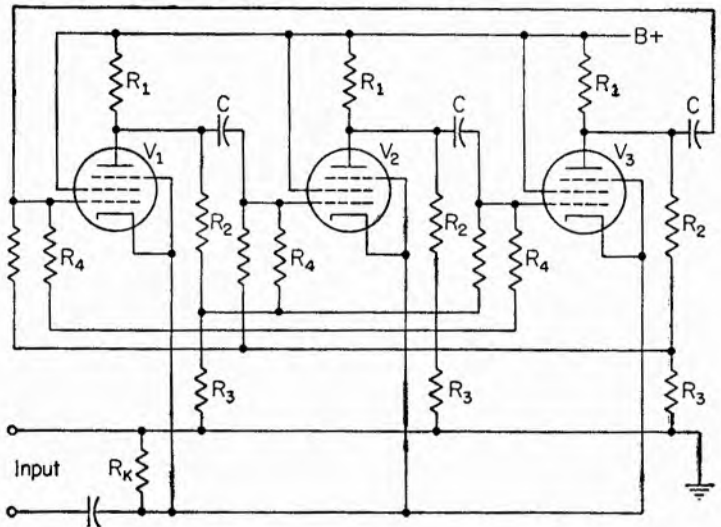 B+
R1 R1 R1
C C C
V1 V2 V3
R4 R2 R4 R2 R4 R2
R3 R3 R3
Input RK